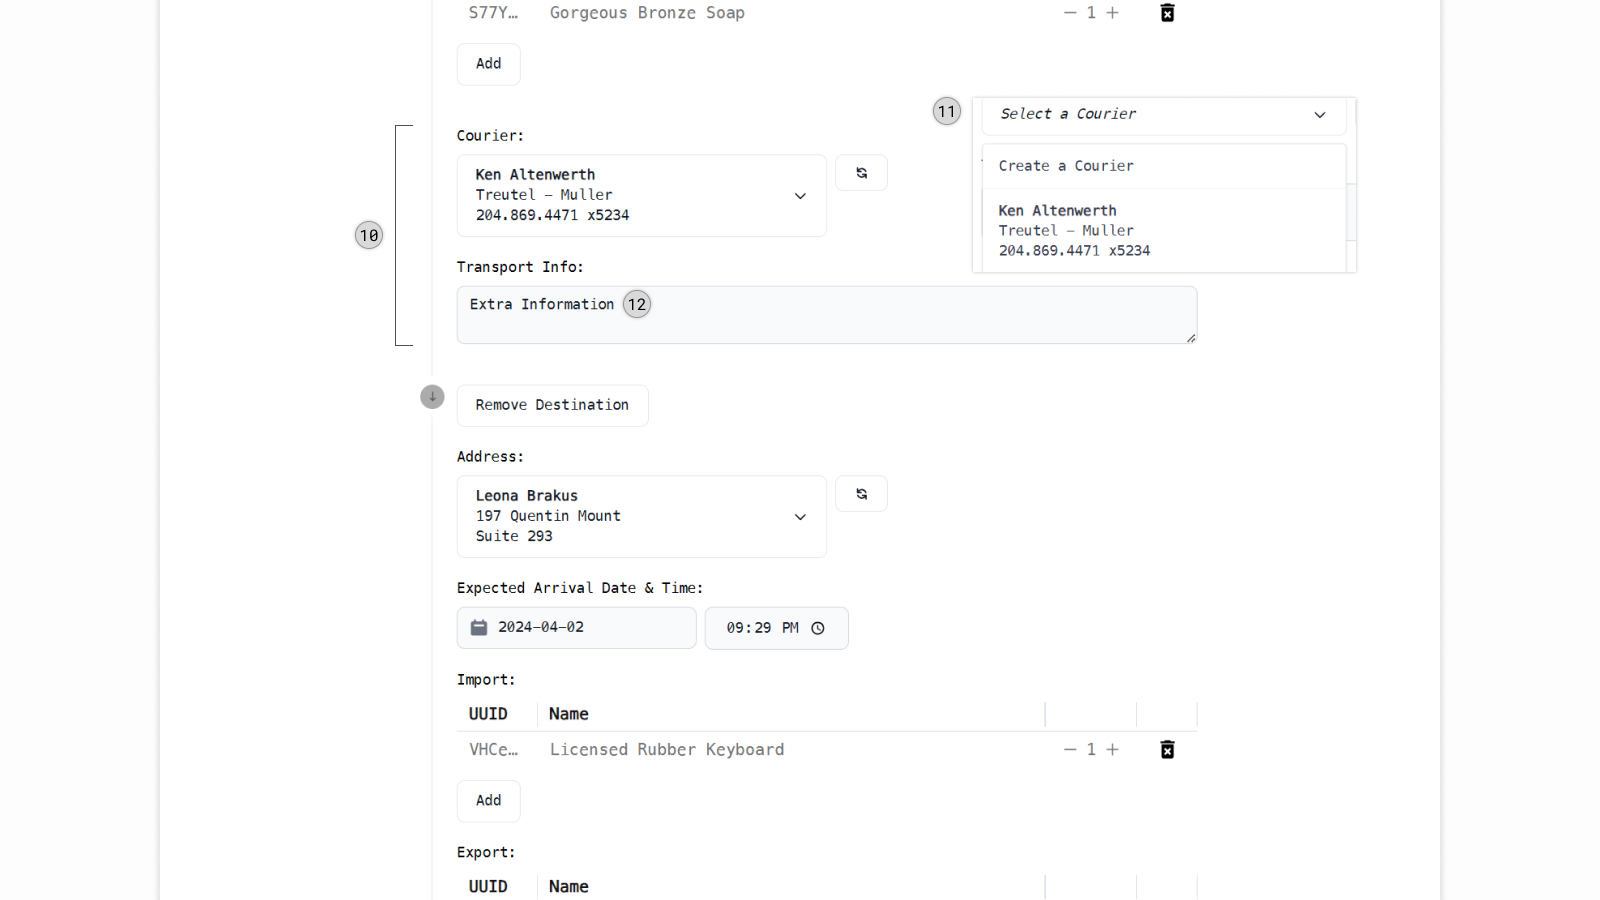 S77Y… Gorgeous Bronze Soap − 1 +
Add
11
Select a Courier
Create a Courier
Ken Altenwerth
Treutel – Muller
204.869.4471 x5234
10
Courier:
Ken Altenwerth
Treutel – Muller
204.869.4471 x5234
Transport Info:
Extra Information 12
Remove Destination
Address:
Leona Brakus
197 Quentin Mount
Suite 293
Expected Arrival Date & Time:
2024-04-02 09:29 PM
Import:
UUID Name
VHCe… Licensed Rubber Keyboard − 1 +
Add
Export:
UUID Name